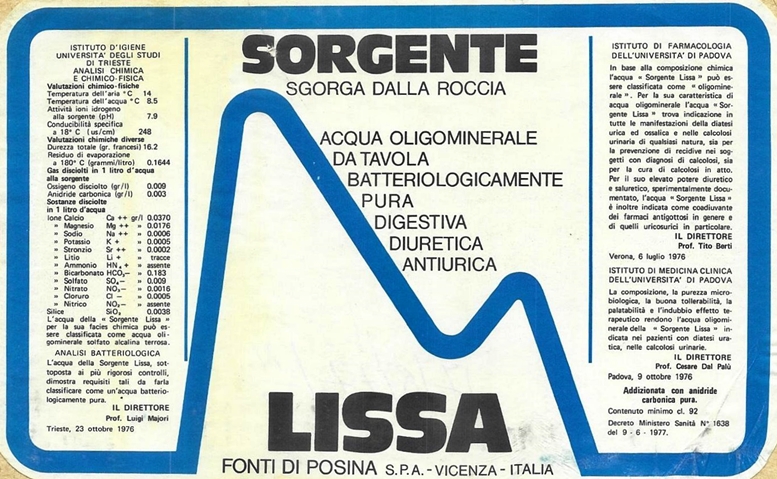 ISTITUTO D'IGIENE
UNIVERSITA' DEGLI STUDI
DI TRIESTE
ANALISI CHIMICA
E CHIMICO-FISICA
Valutazioni chimico-fisiche
Temperatura dell'aria °C 14
Temperatura dell'acqua °C 8.5
Attività ioni idrogeno
alla sorgente (pH) 7.9
Conducibilità specifica
a 18° C (us/cm) 248
Valutazioni chimiche diverse
Durezza totale (gr. francesi) 16.2
Residuo di evaporazione
a 180° C (grammi/litro) 0.1644
Gas disciolti in 1 litro d'acqua
alla sorgente
Ossigeno disciolto (gr/l) 0.009
Anidride carbonica (gr/l) 0.003
Sostanze disciolte
in 1 litro d'acqua
Ione Calcio Ca ++ gr/l 0.0370
» Magnesio Mg ++ » 0.0176
» Sodio Na ++ » 0.0006
» Potassio K + » 0.0005
» Stronzio Sr ++ » 0.0002
» Litio Li + » tracce
» Ammonio HN₄ + » assente
» Bicarbonato HCO₃− » 0.183
» Solfato SO₄− » 0.009
» Nitrato NO₃− » 0.0016
» Cloruro Cl − » 0.0005
» Nitrico NO₂− » assente
Silice SiO₂ 0.0038
L'acqua della « Sorgente Lissa »
per la sua facies chimica può es-
sere classificata come acqua oli-
gominerale solfato alcalina terrosa.
ANALISI BATTERIOLOGICA
L'acqua della Sorgente Lissa, sot-
toposta ai più rigorosi controlli,
dimostra requisiti tali da farla
classificare come un'acqua batterio-
logicamente pura.
IL DIRETTORE
Prof. Luigi Majori
Trieste, 23 ottobre 1976
SORGENTE
SGORGA DALLA ROCCIA
ACQUA OLIGOMINERALE
DA TAVOLA
BATTERIOLOGICAMENTE
PURA
DIGESTIVA
DIURETICA
ANTIURICA
LISSA
FONTI DI POSINA S.P.A. - VICENZA - ITALIA
ISTITUTO DI FARMACOLOGIA
DELL'UNIVERSITA' DI PADOVA
In base alla composizione chimica
l'acqua « Sorgente Lissa » può es-
sere classificata come « oligomine-
rale ». Per la sua caratteristica di
acqua oligominerale l'acqua « Sor-
gente Lissa » trova indicazione in
tutte le manifestazioni della diatesi
urica ed ossalica e nelle calcolosi
urinaria di qualsiasi natura, sia per
la prevenzione di recidive nei sog-
getti con diagnosi di calcolosi, sia
per la cura di calcolosi in atto.
Per il suo elevato potere diuretico
e saluretico, sperimentalmente docu-
mentato, l'acqua « Sorgente Lissa »
è inoltre indicata come coadiuvante
dei farmaci antigottosi in genere e
di quelli uricosurici in particolare.
IL DIRETTORE
Prof. Tito Berti
Verona, 6 luglio 1976
ISTITUTO DI MEDICINA CLINICA
DELL'UNIVERSITA' DI PADOVA
La composizione, la purezza micro-
biologica, la buona tollerabilità, la
palatabilità e l'indubbio effetto te-
rapeutico rendono l'acqua oligomi-
nerale della « Sorgente Lissa » in-
dicata nei pazienti con diatesi ura-
tica, nelle calcolosi urinarie.
IL DIRETTORE
Prof. Cesare Dal Palù
Padova, 9 ottobre 1976
Addizionata con anidride
carbonica pura.
Contenuto minimo cl. 92
Decreto Ministero Sanità N° 1638
del 9 - 6 - 1977.